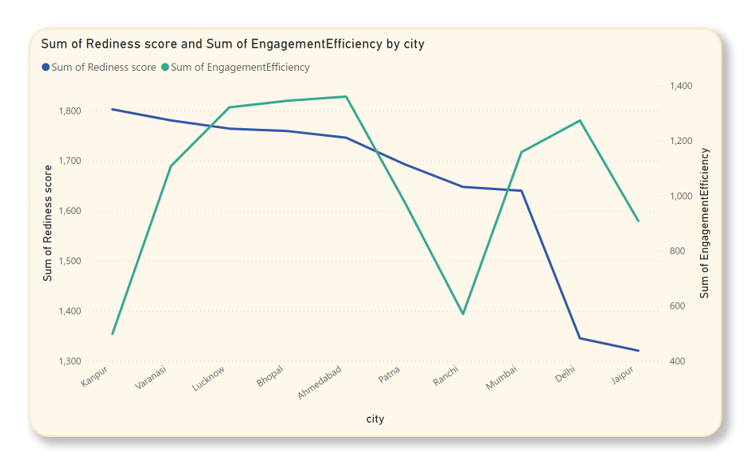 Sum of Rediness score and Sum of EngagementEfficiency by city
Sum of Rediness score Sum of EngagementEfficiency
Sum of Rediness score
1,800
1,700
1,600
1,500
1,400
1,300
1,400
1,200
1,000
800
600
400
Sum of EngagementEfficiency
Kanpur
Varanasi
Lucknow
Bhopal
Ahmedabad
Patna
Ranchi
Mumbai
Delhi
Jaipur
city